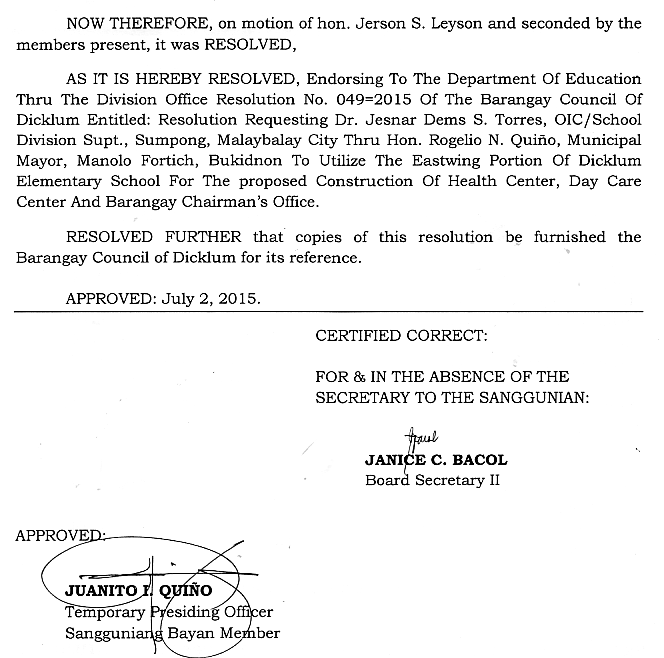 NOW THEREFORE, on motion of hon. Jerson S. Leyson and seconded by the
members present, it was RESOLVED,
AS IT IS HEREBY RESOLVED, Endorsing To The Department Of Education
Thru The Division Office Resolution No. 049=2015 Of The Barangay Council Of
Dicklum Entitled: Resolution Requesting Dr. Jesnar Dems S. Torres, OIC/School
Division Supt., Sumpong, Malaybalay City Thru Hon. Rogelio N. Quiño, Municipal
Mayor, Manolo Fortich, Bukidnon To Utilize The Eastwing Portion Of Dicklum
Elementary School For The proposed Construction Of Health Center, Day Care
Center And Barangay Chairman's Office.
RESOLVED FURTHER that copies of this resolution be furnished the
Barangay Council of Dicklum for its reference.
APPROVED: July 2, 2015.
CERTIFIED CORRECT:
FOR & IN THE ABSENCE OF THE
SECRETARY TO THE SANGGUNIAN:
JANICE C. BACOL
Board Secretary II
APPROVED:
JUANITO I. QUIÑO
Temporary Presiding Officer
Sangguniang Bayan Member